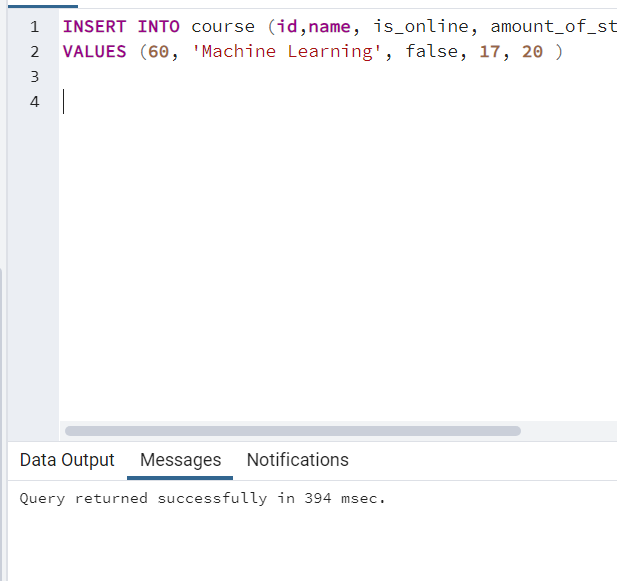 1 INSERT INTO course (id,name, is_online, amount_of_st
2 VALUES (60, 'Machine Learning', false, 17, 20 )
3
4
Data Output Messages Notifications
Query returned successfully in 394 msec.